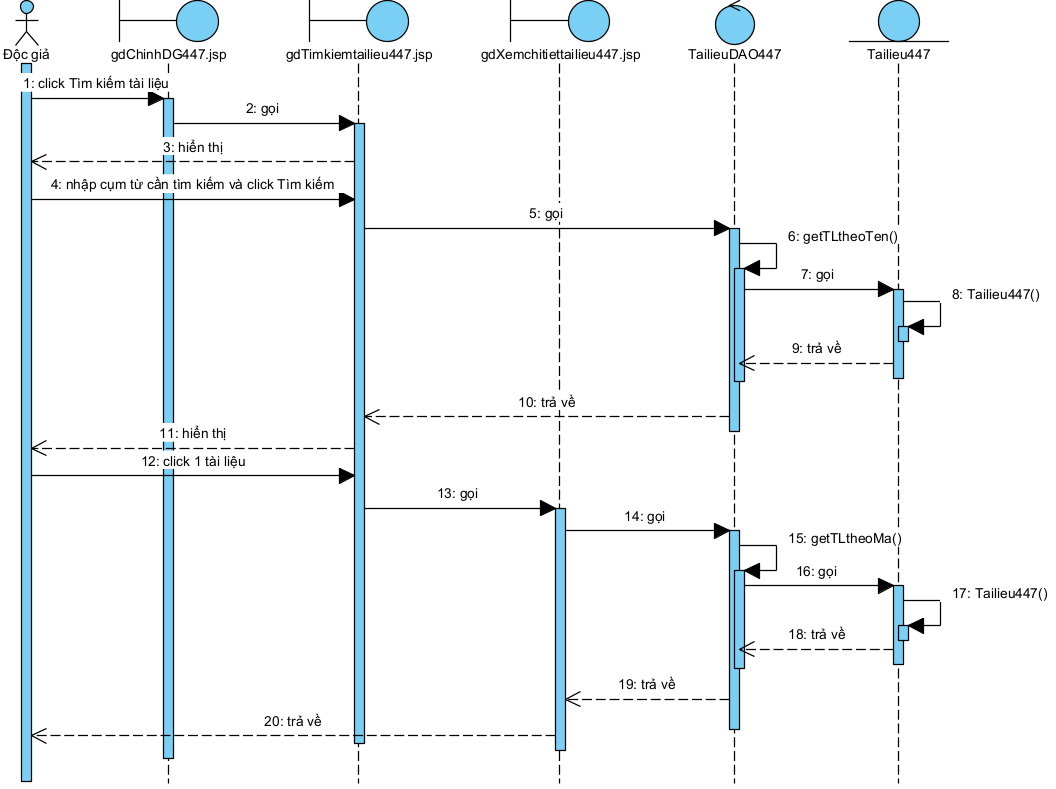 Độc giả
gdChinhDG447.jsp
gdTimkiemtailieu447.jsp
gdXemchitiettailieu447.jsp
TailieuDAO447
Tailieu447
1: click Tìm kiếm tài liệu
2: gọi
3: hiển thị
4: nhập cụm từ cần tìm kiếm và click Tìm kiếm
5: gọi
6: getTLtheoTen()
7: gọi
8: Tailieu447()
9: trả về
10: trả về
11: hiển thị
12: click 1 tài liệu
13: gọi
14: gọi
15: getTLtheoMa()
16: gọi
17: Tailieu447()
18: trả về
19: trả về
20: trả về